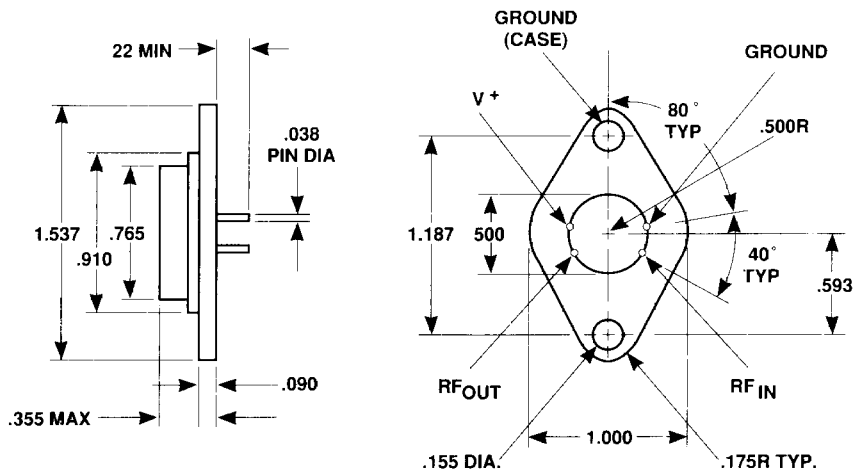 22 MIN
.038
PIN DIA
1.537
.765
.910
.090
.355 MAX
GROUND
(CASE)
GROUND
V+
80°
TYP
.500R
1.187
500
40°
TYP
.593
RFOUT
RFIN
1.000
.155 DIA.
.175R TYP.